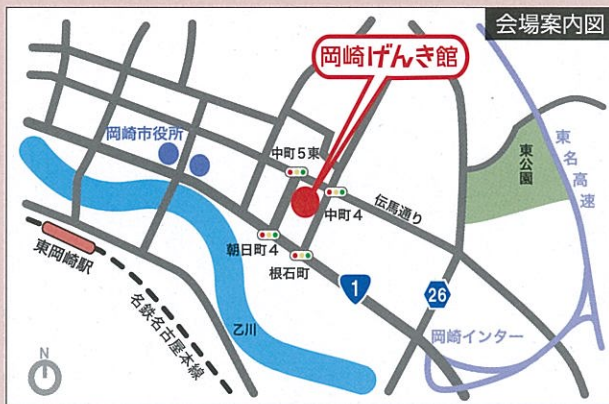 会場案内図
岡崎げんき館
岡崎市役所
中町5東
中町4
伝馬通り
東公園
東名高速
朝日町4
根石町
東岡崎駅
1
26
名鉄名古屋本線
乙川
岡崎インター
N